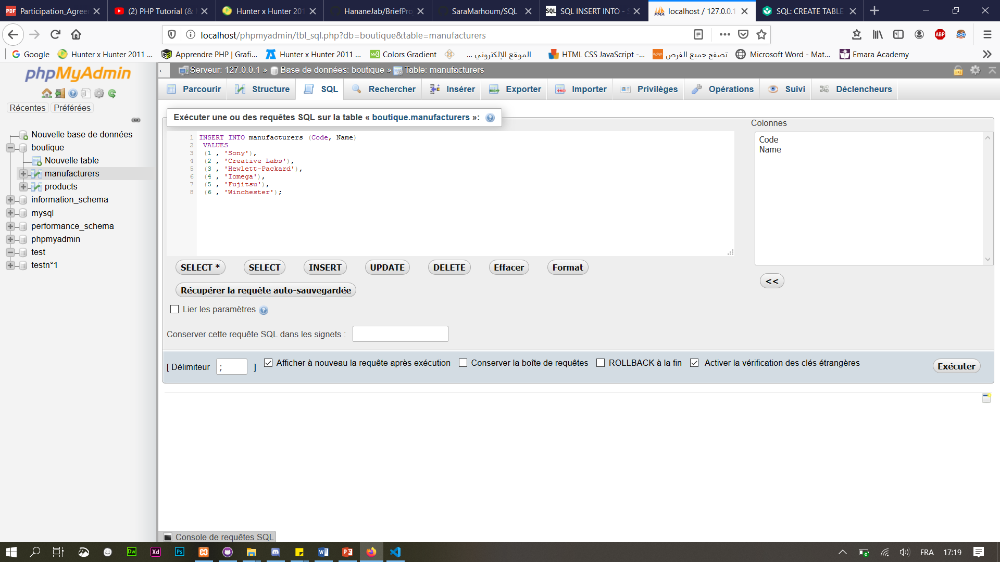 Participation_Agreer
(2) PHP Tutorial (& 
Hunter x Hunter 201
HananeJab/BriefPro
SaraMarhoum/SQL
SQL INSERT INTO - S
localhost / 127.0.0.1
SQL: CREATE TABLE
localhost/phpmyadmin/tbl_sql.php?db=boutique&table=manufacturers
Google
Hunter x Hunter 2011 ...
Apprendre PHP | Grafi...
Hunter x Hunter 2011 ...
Colors Gradient
الموقع الإلكتروني ...
HTML CSS JavaScript -...
تصفح جميع الفرص
Microsoft Word - Mat...
Emara Academy
phpMyAdmin
Récentes Préférées
Nouvelle base de données
boutique
Nouvelle table
manufacturers
products
information_schema
mysql
performance_schema
phpmyadmin
test
testn°1
Serveur: 127.0.0.1 » Base de données: boutique » Table: manufacturers
Parcourir Structure SQL Rechercher Insérer Exporter Importer Privilèges Opérations Suivi Déclencheurs
Exécuter une ou des requêtes SQL sur la table « boutique.manufacturers »:
1 INSERT INTO manufacturers (Code, Name)
2 VALUES
3 (1 , 'Sony'),
4 (2 , 'Creative Labs'),
5 (3 , 'Hewlett-Packard'),
6 (4 , 'Iomega'),
7 (5 , 'Fujitsu'),
8 (6 , 'Winchester');
Colonnes
Code
Name
<<
SELECT * SELECT INSERT UPDATE DELETE Effacer Format
Récupérer la requête auto-sauvegardée
Lier les paramètres
Conserver cette requête SQL dans les signets :
[ Délimiteur ; ] Afficher à nouveau la requête après exécution Conserver la boîte de requêtes ROLLBACK à la fin Activer la vérification des clés étrangères Exécuter
Console de requêtes SQL
FRA 17:19